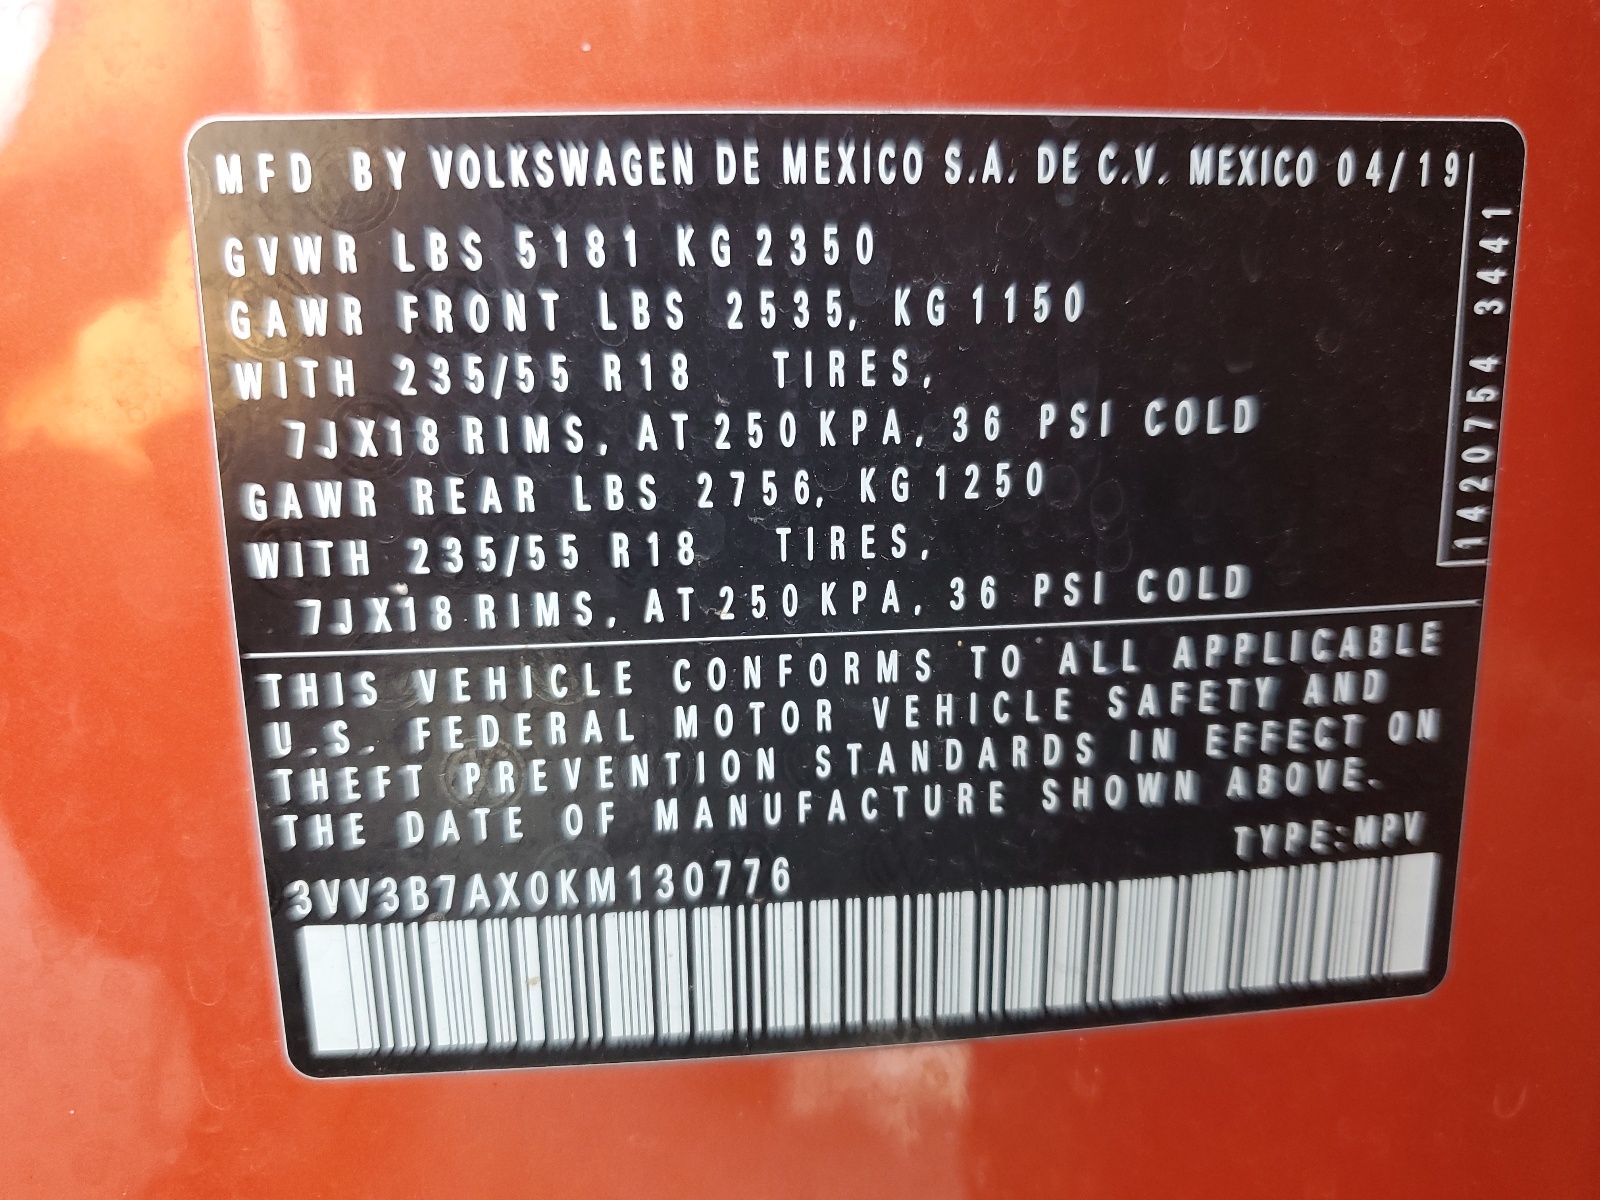 MFD BY VOLKSWAGEN DE MEXICO S.A. DE C.V. MEXICO 04/19
GVWR LBS 5181 KG 2350
GAWR FRONT LBS 2535, KG 1150
WITH 235/55 R18 TIRES,
7JX18 RIMS, AT 250 KPA, 36 PSI COLD
GAWR REAR LBS 2756, KG 1250
WITH 235/55 R18 TIRES,
7JX18 RIMS, AT 250 KPA, 36 PSI COLD
1420754 3441
THIS VEHICLE CONFORMS TO ALL APPLICABLE
U.S. FEDERAL MOTOR VEHICLE SAFETY AND
THEFT PREVENTION STANDARDS IN EFFECT ON
THE DATE OF MANUFACTURE SHOWN ABOVE.
TYPE:MPV
3VV3B7AX0KM130776